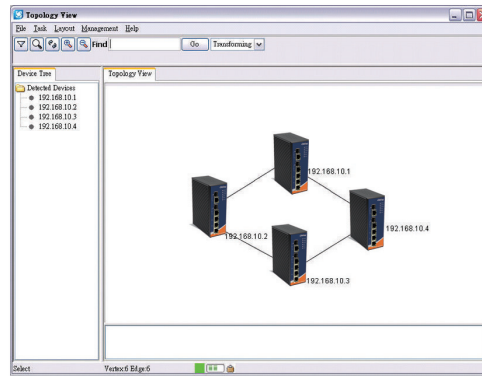 Topology View
File Task Layout Management Help
Find Go Transforming
Device Tree Topology View
Detected Devices
192.168.10.1
192.168.10.2
192.168.10.3
192.168.10.4
192.168.10.1
192.168.10.4
192.168.10.2
192.168.10.3
Select Vertex:6 Edge:6